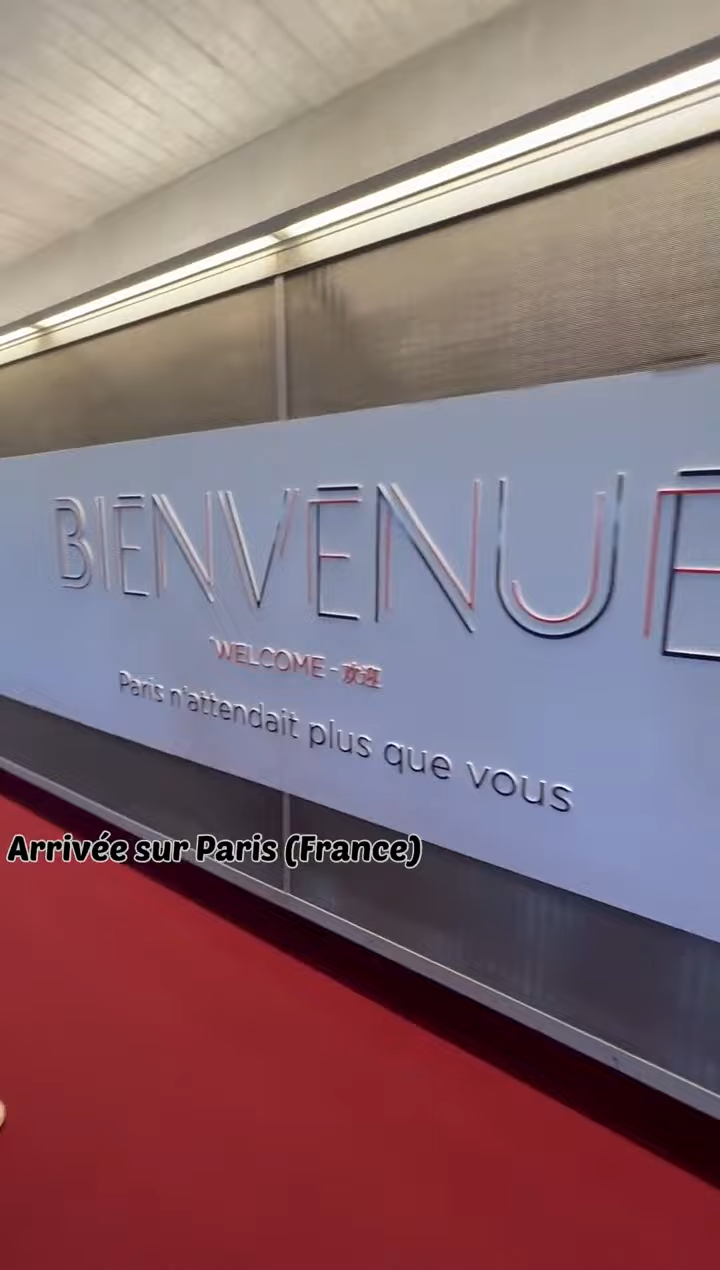 BIENVENUE
WELCOME - 欢迎
Paris n'attendait plus que vous
Arrivée sur Paris (France)